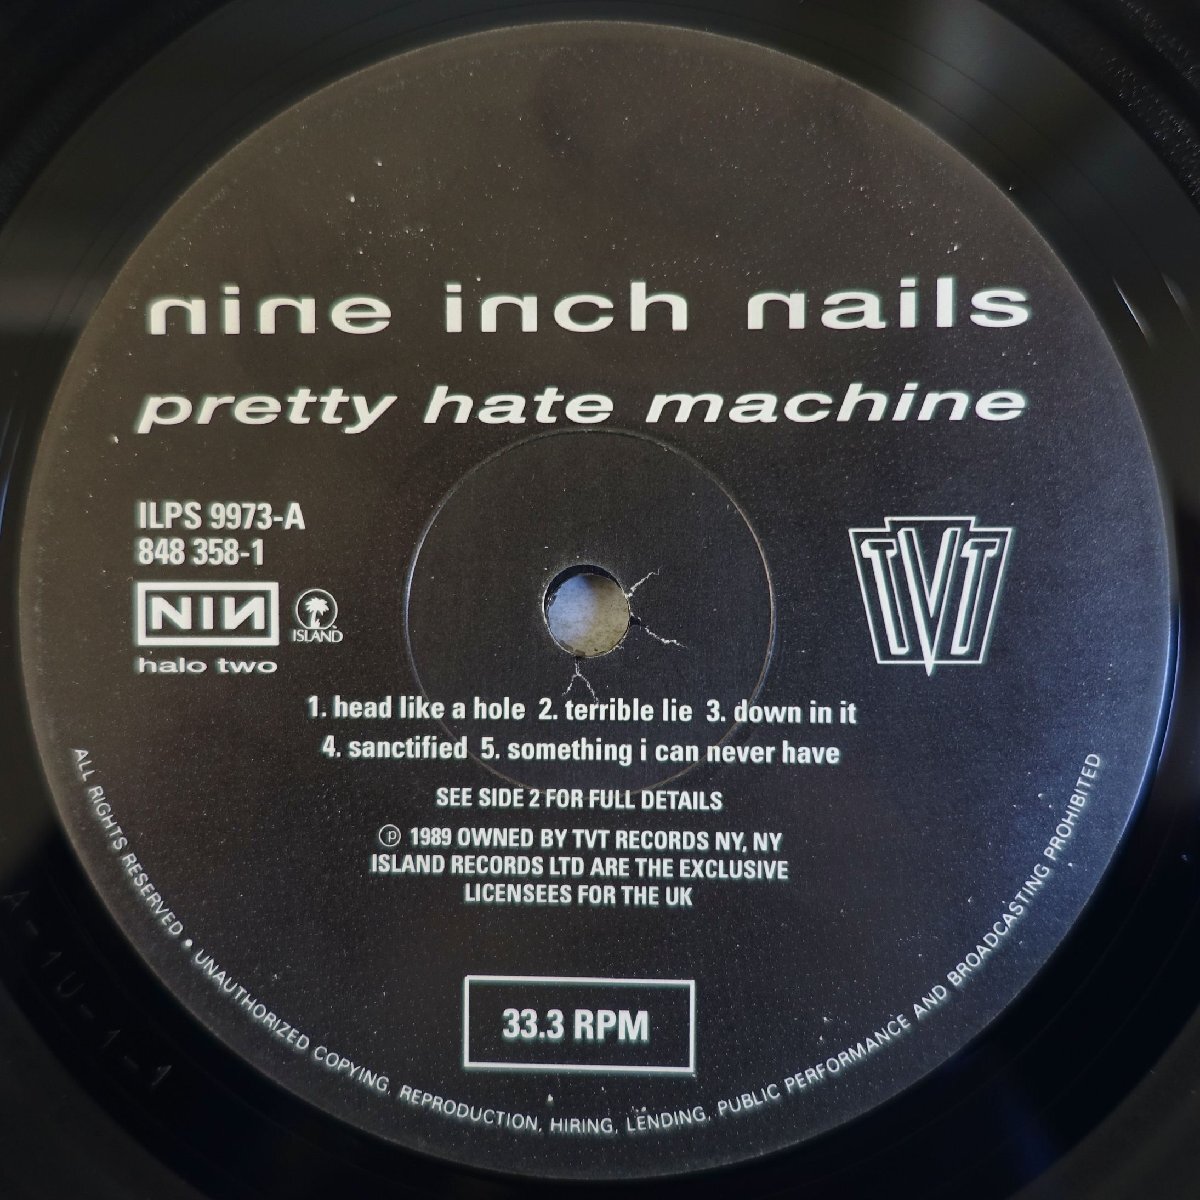 nine inch nails
pretty hate machine
ILPS 9973-A
848 358-1
NIN
ISLAND
halo two
TVT
1. head like a hole 2. terrible lie 3. down in it
4. sanctified 5. something i can never have
SEE SIDE 2 FOR FULL DETAILS
℗ 1989 OWNED BY TVT RECORDS NY, NY
ISLAND RECORDS LTD ARE THE EXCLUSIVE
LICENSEES FOR THE UK
33.3 RPM
ALL RIGHTS RESERVED • UNAUTHORIZED COPYING, REPRODUCTION, HIRING, LENDING, PUBLIC PERFORMANCE AND BROADCASTING PROHIBITED